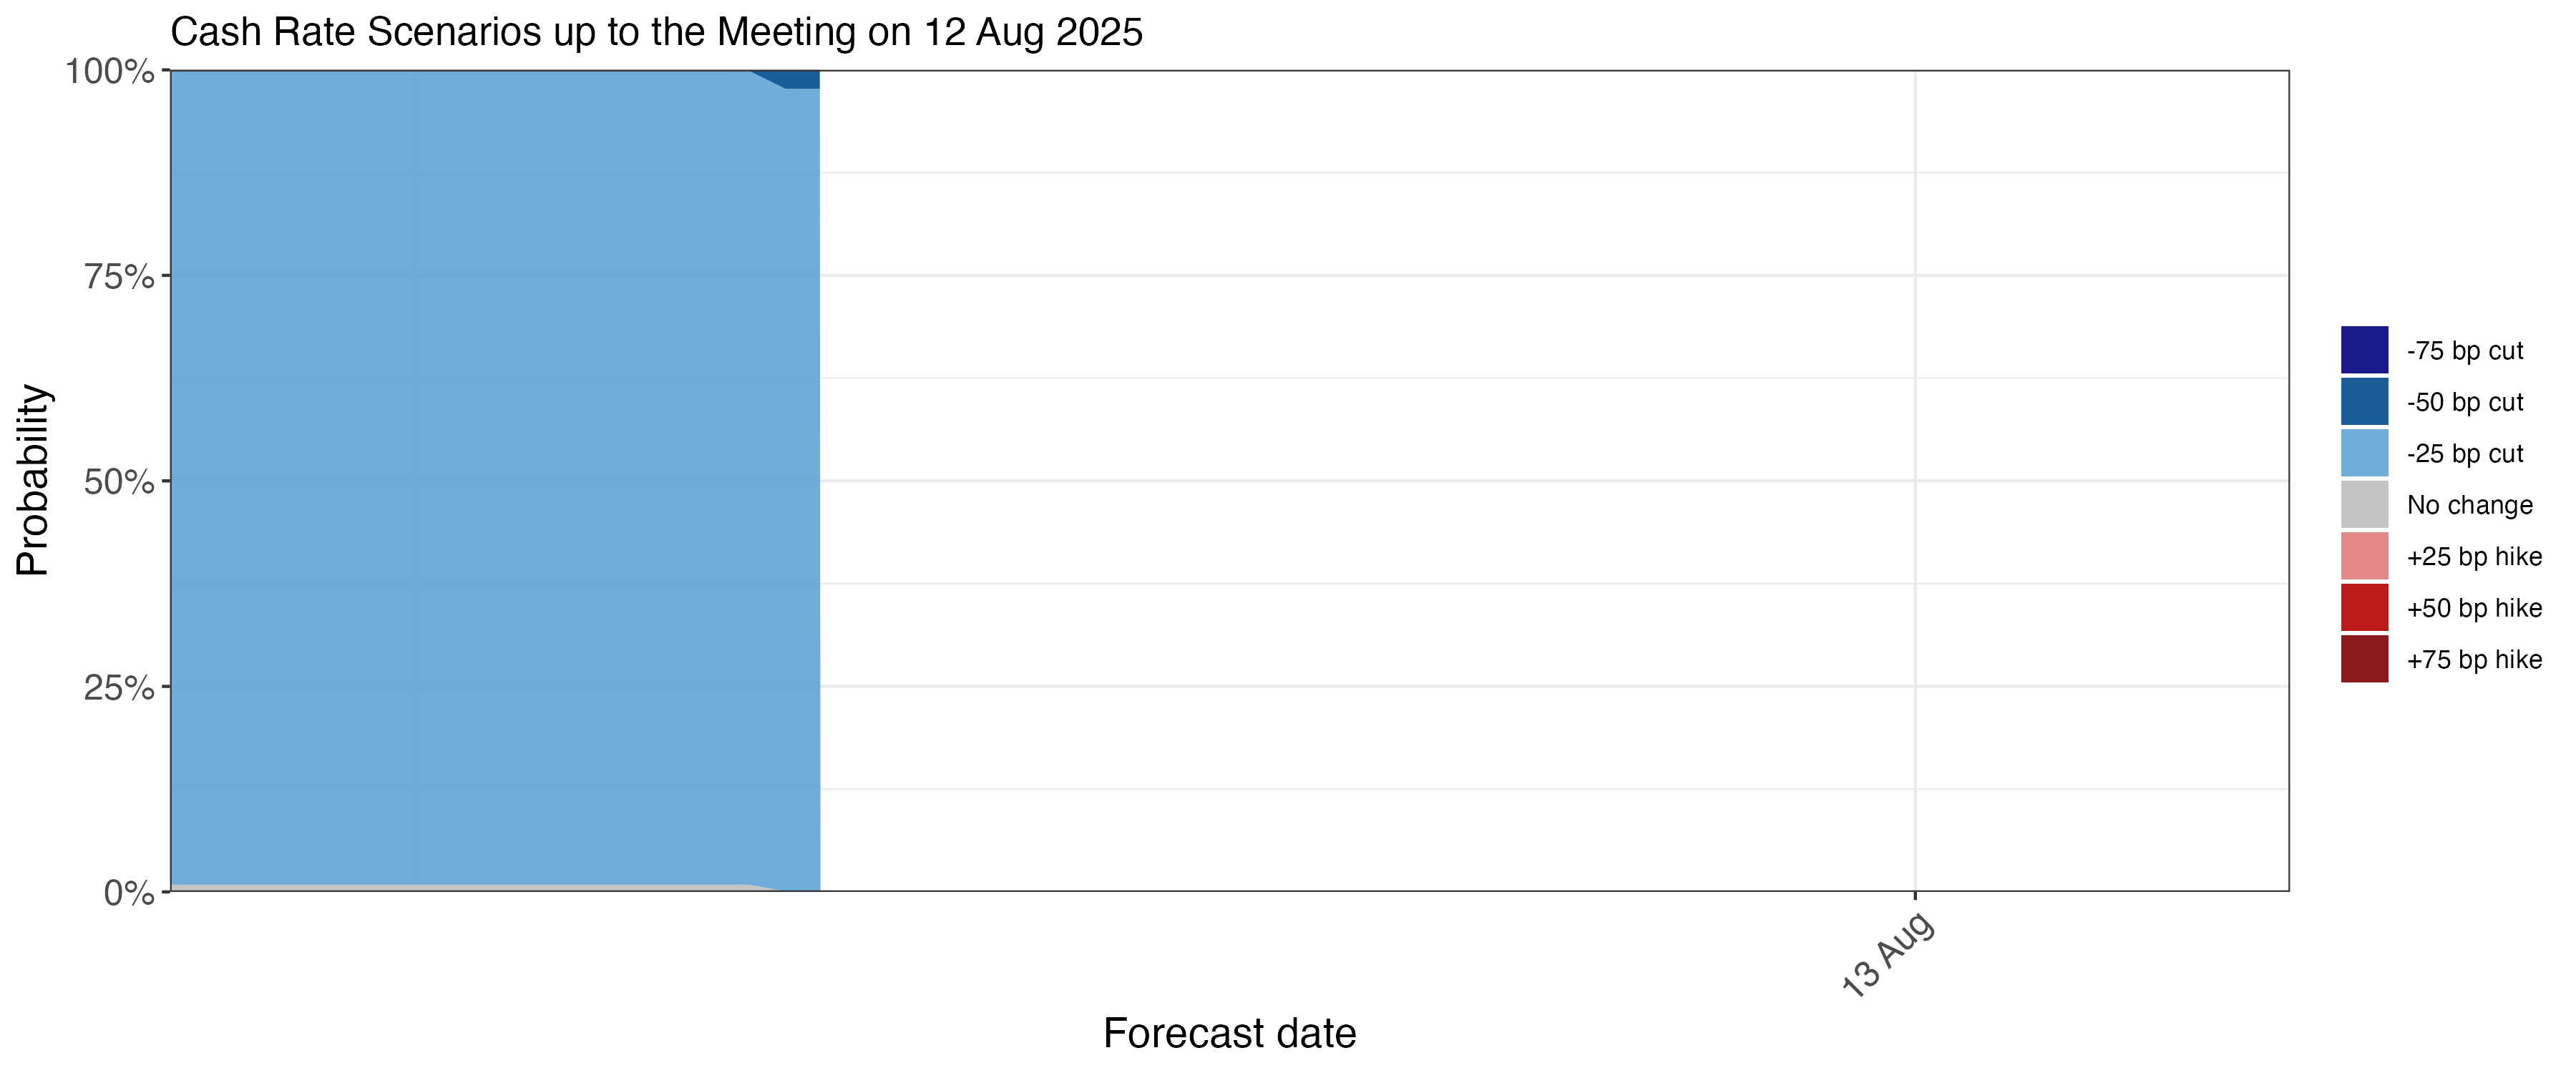 Cash Rate Scenarios up to the Meeting on 12 Aug 2025
100%
75%
50%
25%
0%
Probability
13 Aug
Forecast date
-75 bp cut
-50 bp cut
-25 bp cut
No change
+25 bp hike
+50 bp hike
+75 bp hike